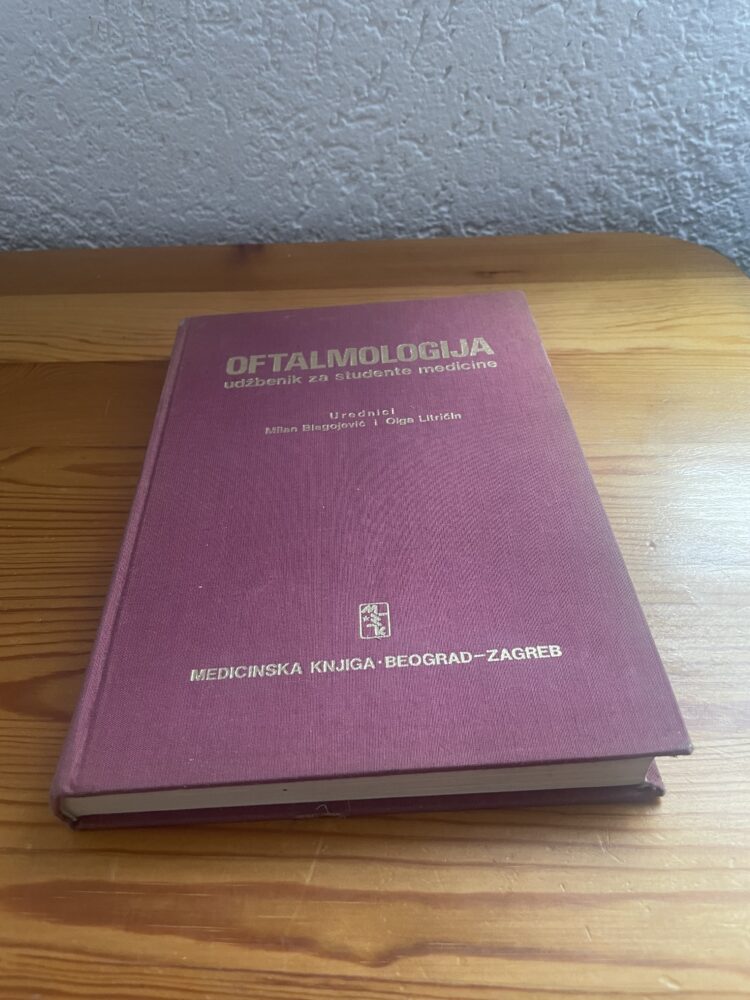 OFTALMOLOGIJA
udžbenik za studente medicine
Urednici
Milan Blagojević i Olga Litričin
MEDICINSKA KNJIGA·BEOGRAD–ZAGREB